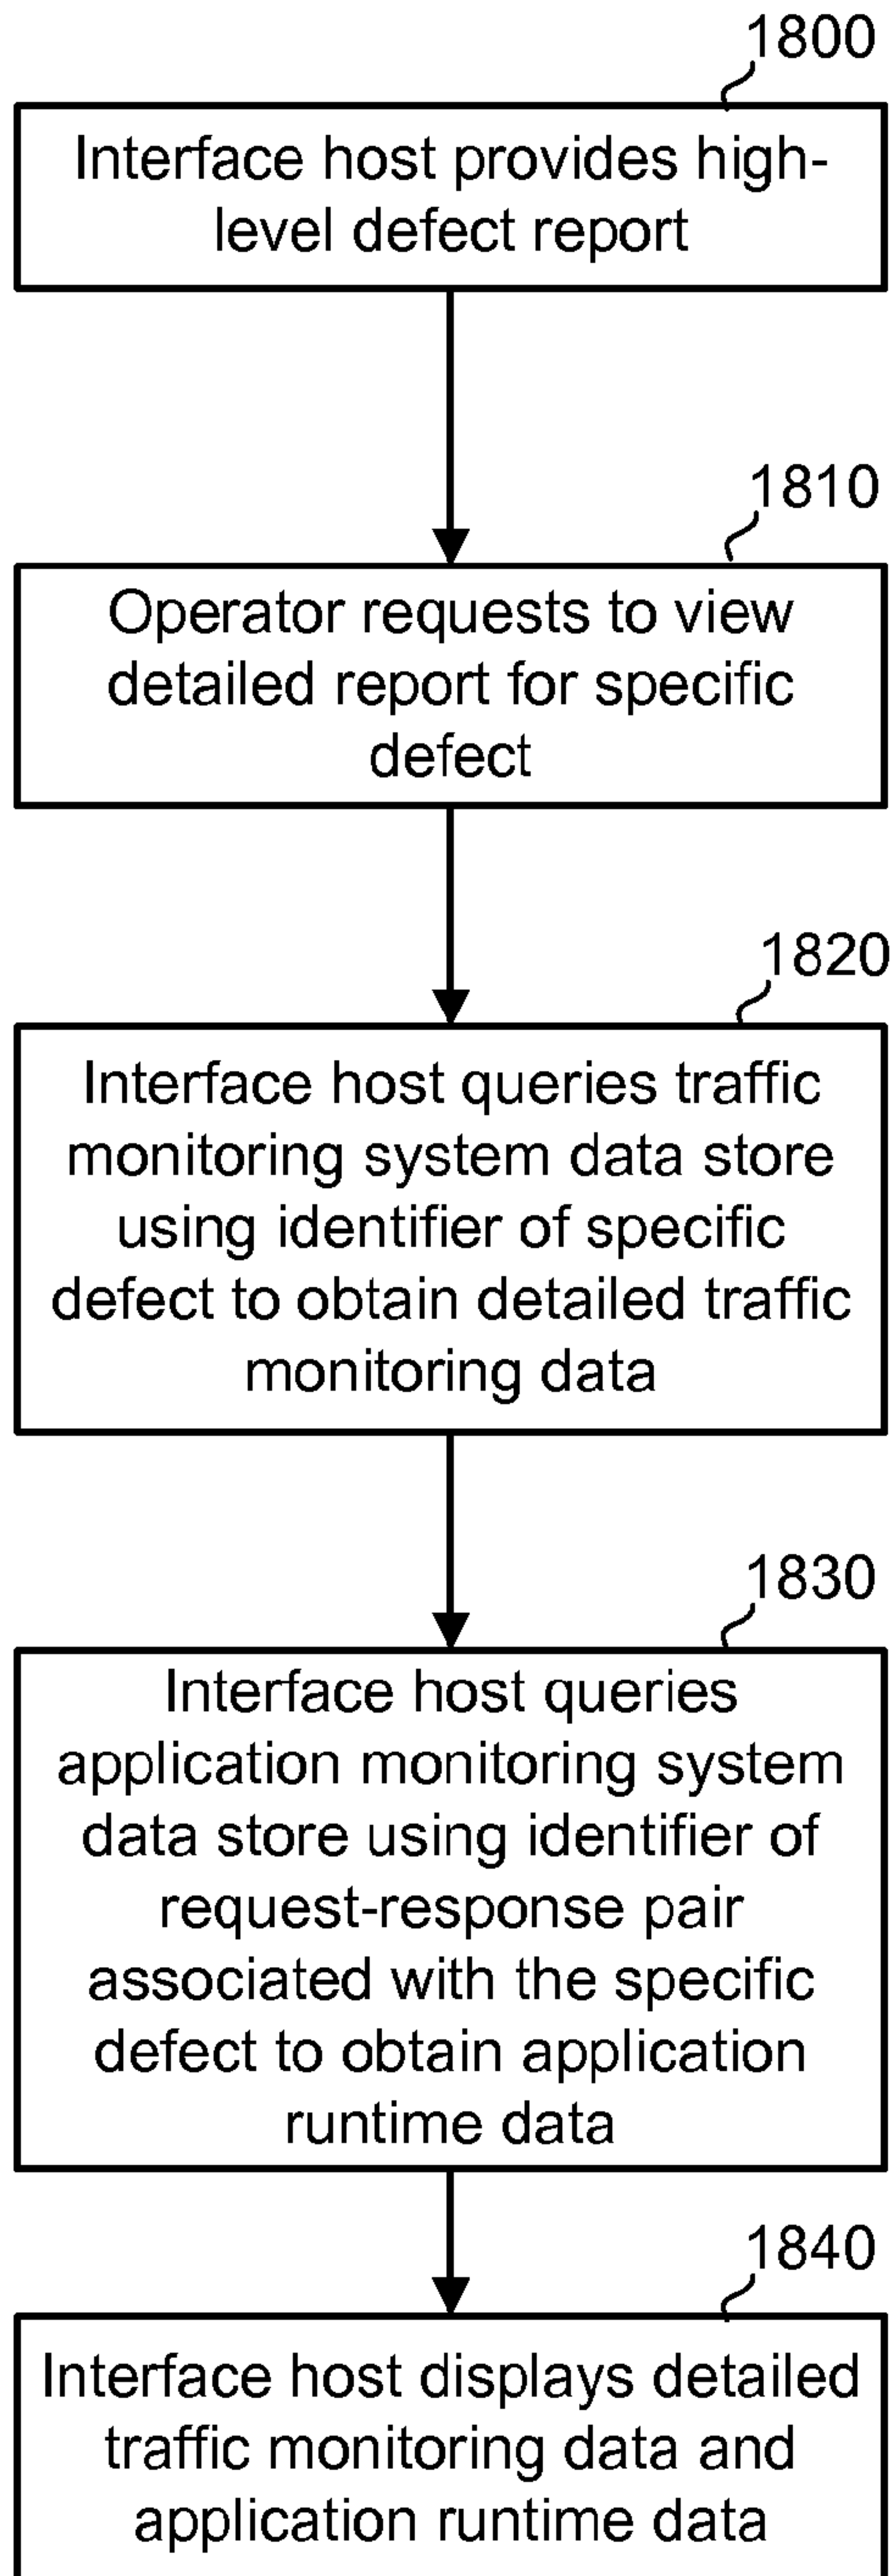 1800
Interface host provides high-
level defect report
1810
Operator requests to view
detailed report for specific
defect
1820
Interface host queries traffic
monitoring system data store
using identifier of specific
defect to obtain detailed traffic
monitoring data
1830
Interface host queries
application monitoring system
data store using identifier of
request-response pair
associated with the specific
defect to obtain application
runtime data
1840
Interface host displays detailed
traffic monitoring data and
application runtime data